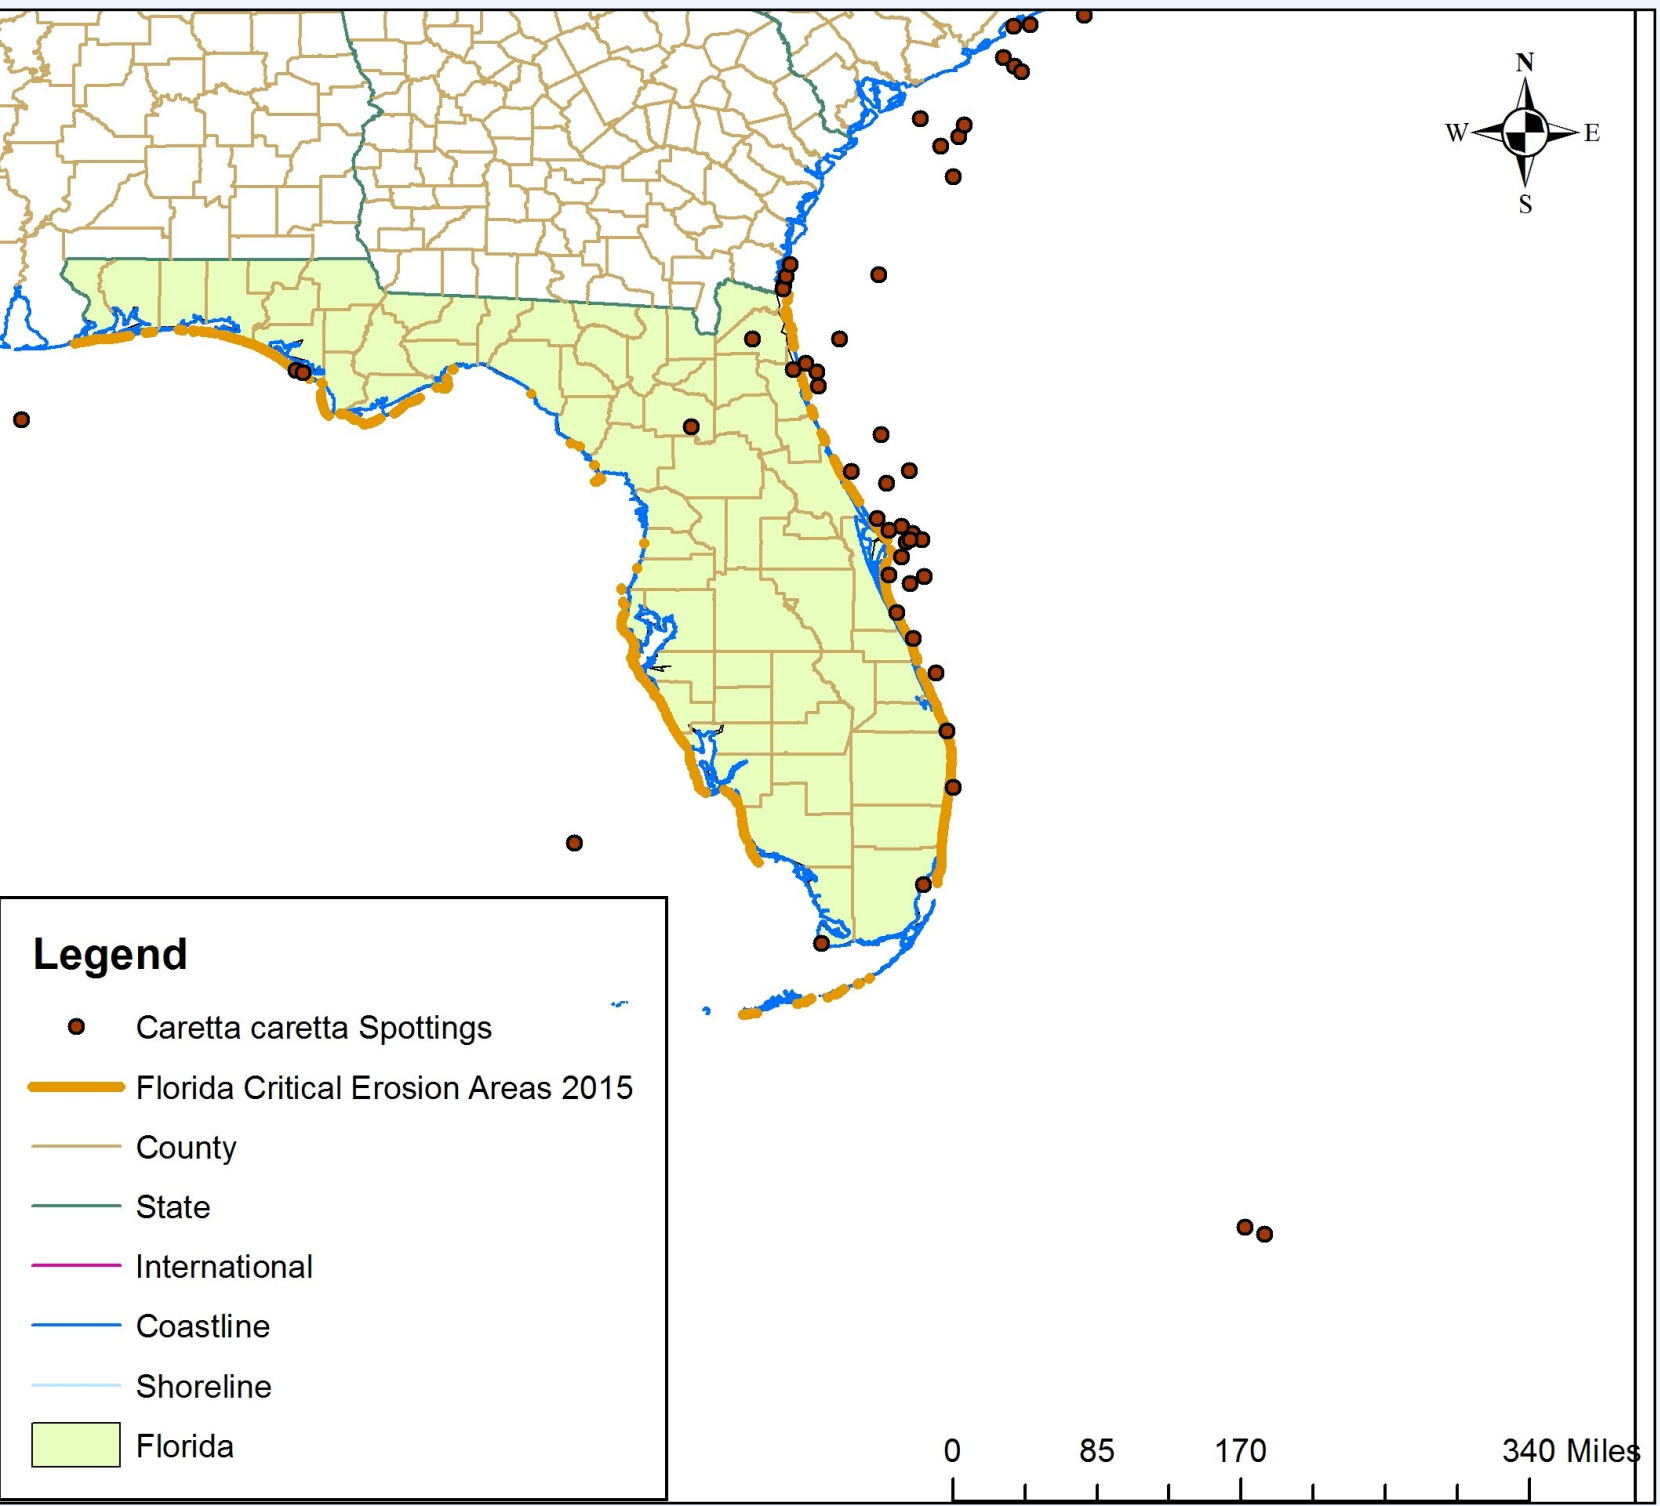 N
W E
S
Legend
Caretta caretta Spottings
Florida Critical Erosion Areas 2015
County
State
International
Coastline
Shoreline
Florida
0 85 170 340 Miles